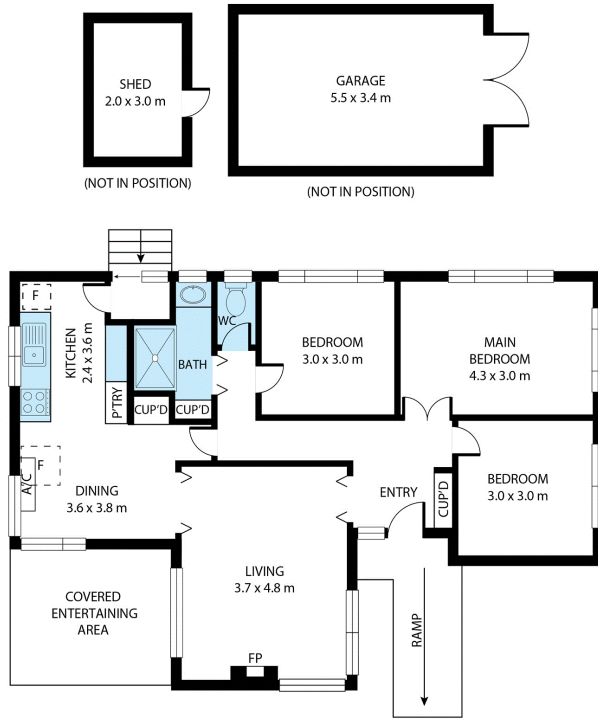 SHED
2.0 x 3.0 m
(NOT IN POSITION)
GARAGE
5.5 x 3.4 m
(NOT IN POSITION)
F
KITCHEN
2.4 x 3.6 m
P'TRY
CUP'D
CUP'D
BATH
WC
BEDROOM
3.0 x 3.0 m
MAIN
BEDROOM
4.3 x 3.0 m
F
A/C
DINING
3.6 x 3.8 m
ENTRY
CUP'D
BEDROOM
3.0 x 3.0 m
LIVING
3.7 x 4.8 m
COVERED
ENTERTAINING
AREA
FP
RAMP